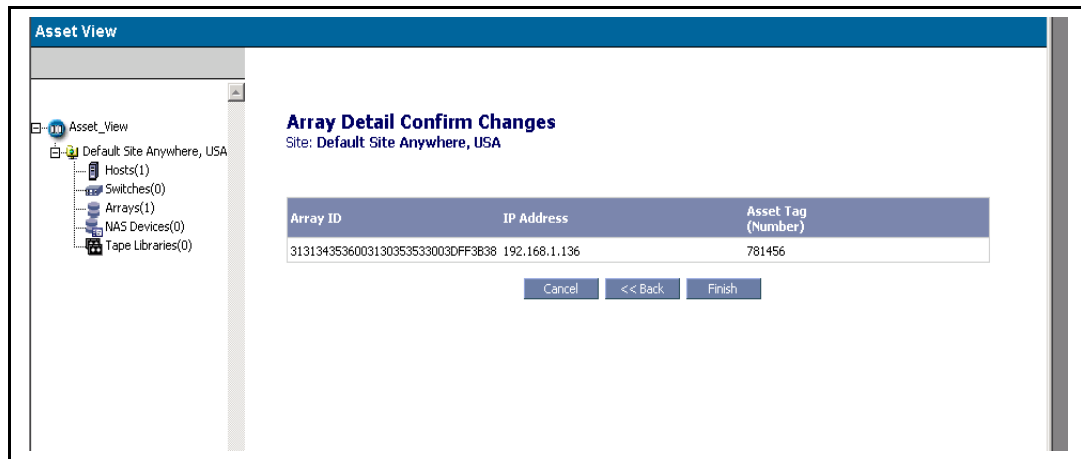 Asset View
Asset_View
Default Site Anywhere, USA
Hosts(1)
Switches(0)
Arrays(1)
NAS Devices(0)
Tape Libraries(0)
Array Detail Confirm Changes
Site: Default Site Anywhere, USA
Array ID IP Address Asset Tag
(Number)
3131343536003130353533003DFF3B38 192.168.1.136 781456
Cancel << Back Finish